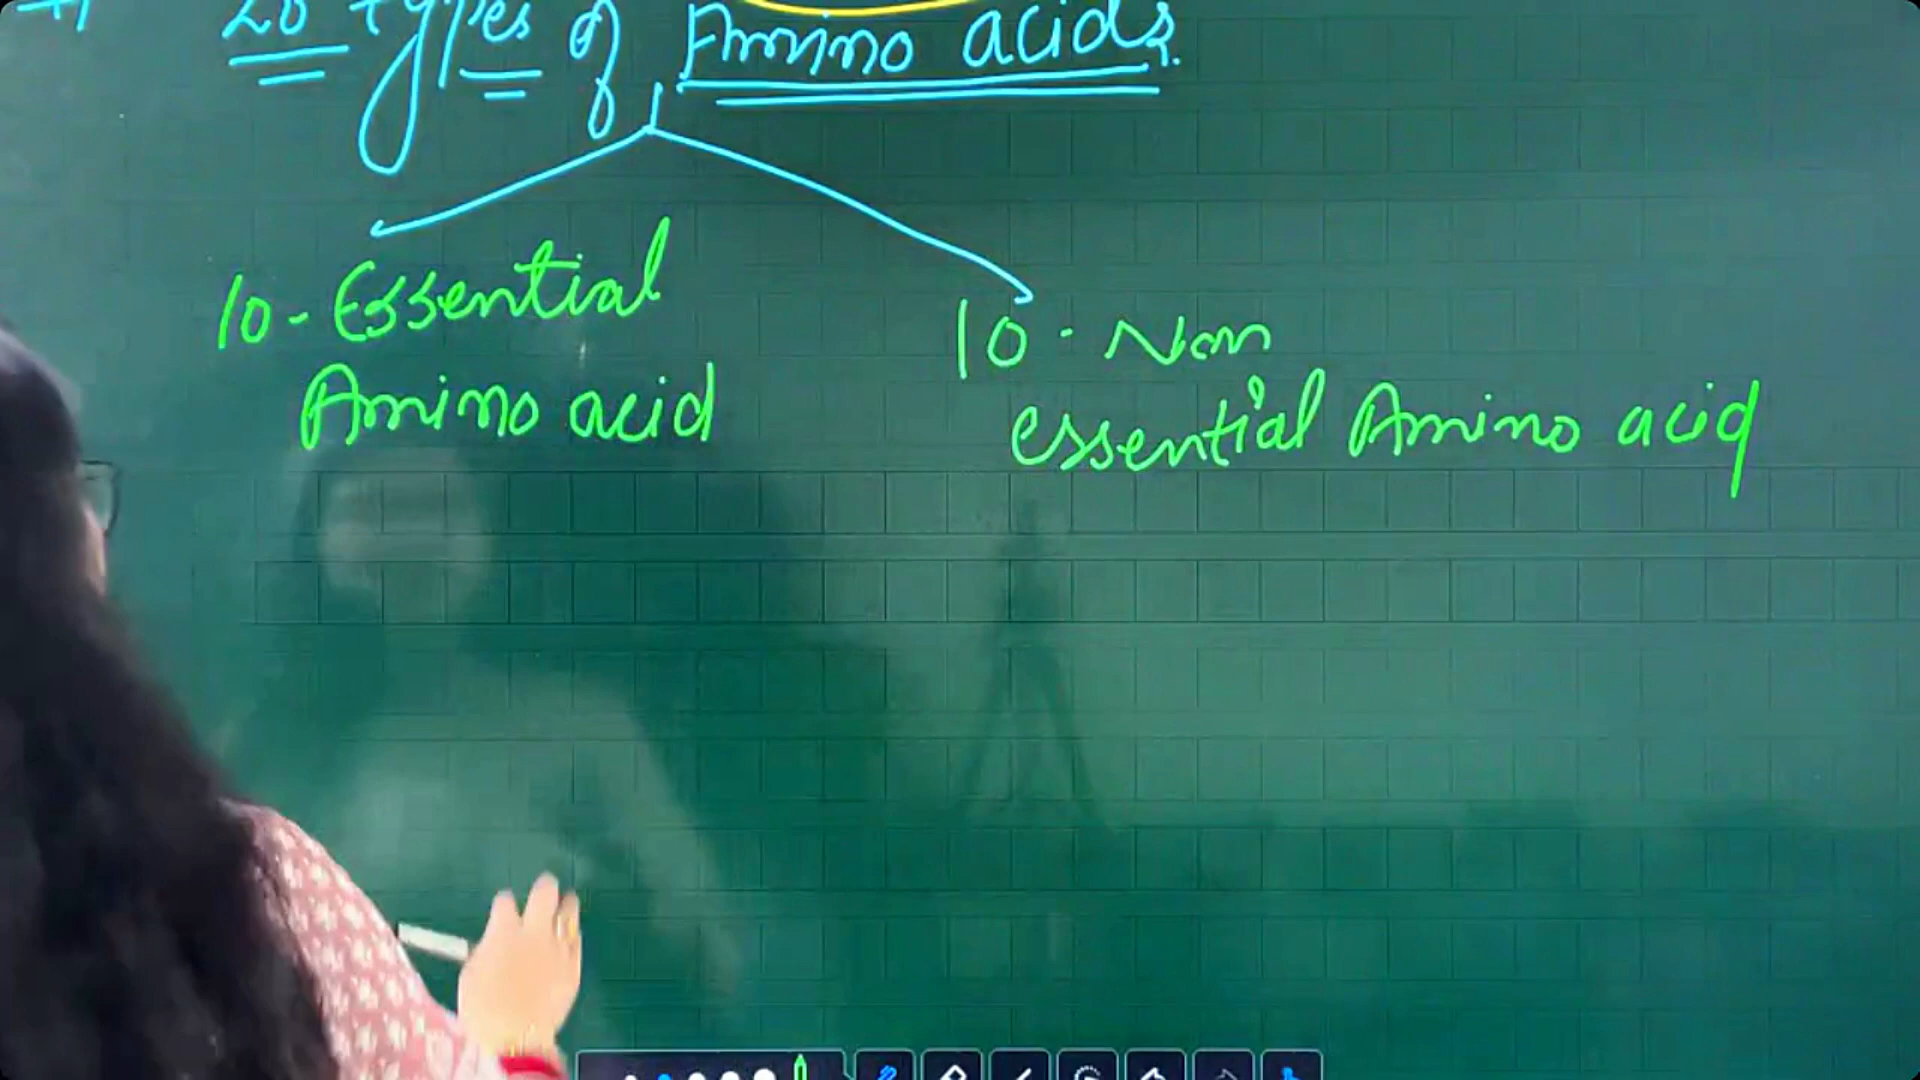 20 types of Amino acids.
10 - Essential
Amino acid
10 - Non
essential Amino acid